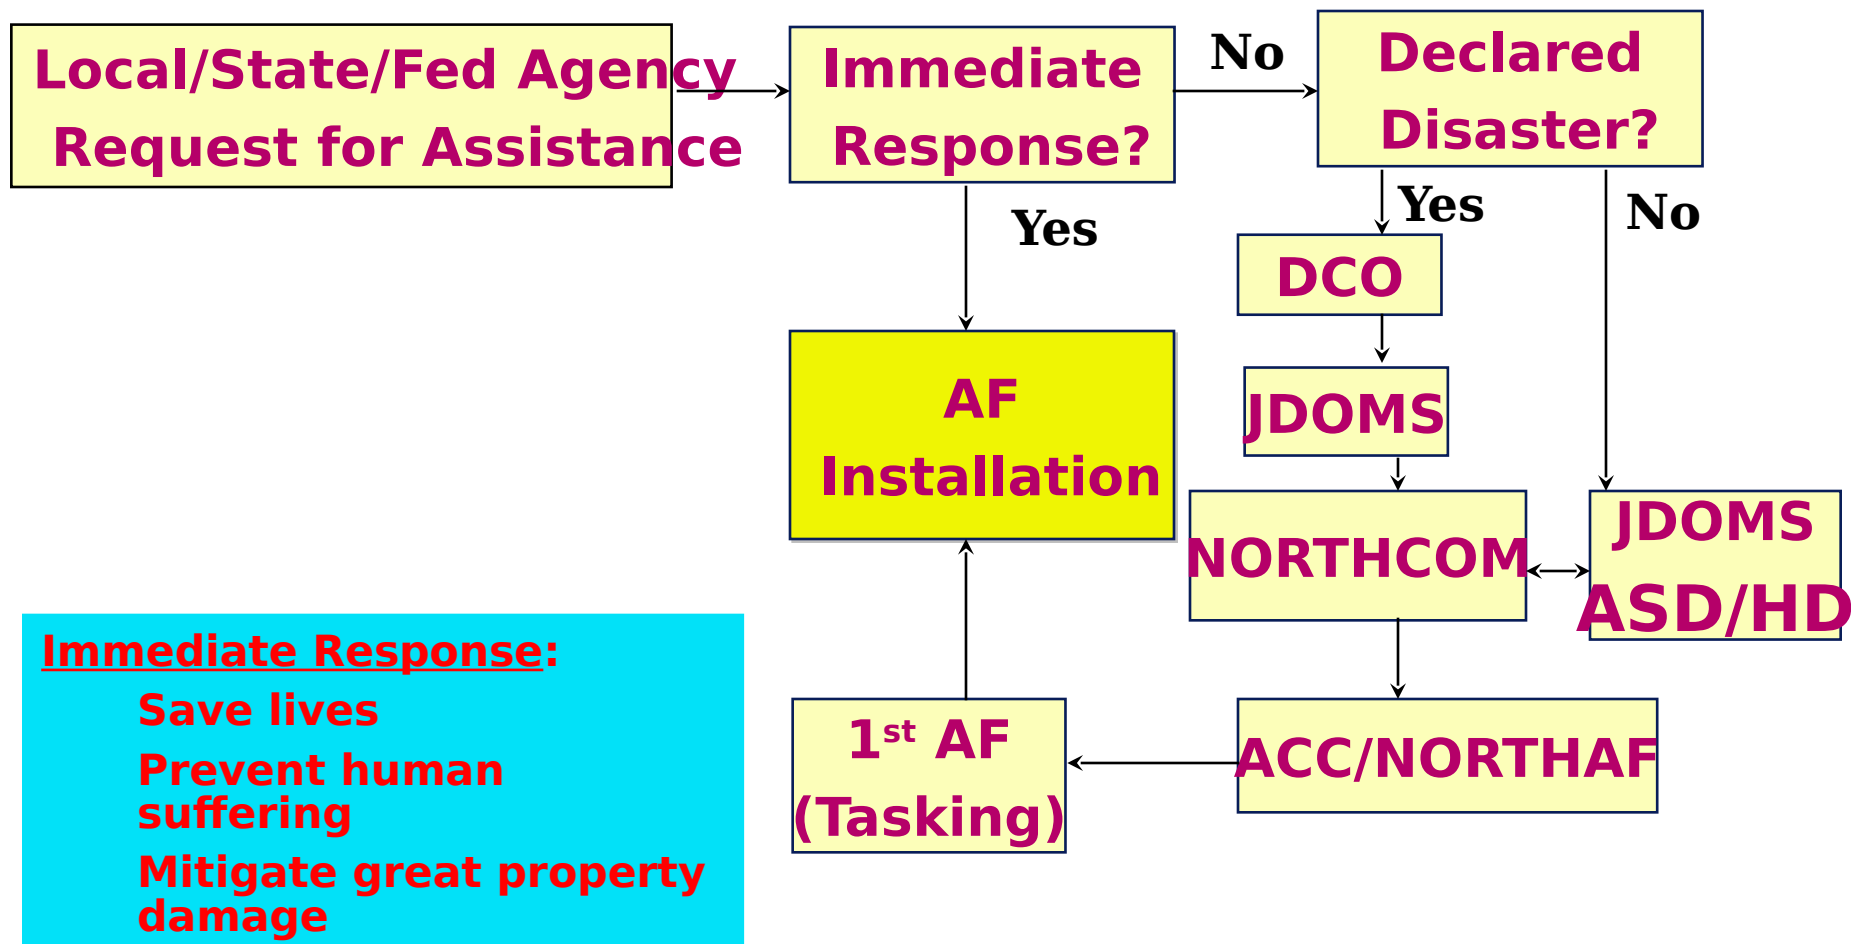 Local/State/Fed Agency
Request for Assistance
Immediate
Response?
No
Declared
Disaster?
Yes
Yes
No
DCO
JDOMS
AF
Installation
NORTHCOM
JDOMS
ASD/HD
1st AF
(Tasking)
ACC/NORTHAF
Immediate Response:
Save lives
Prevent human
suffering
Mitigate great property
damage